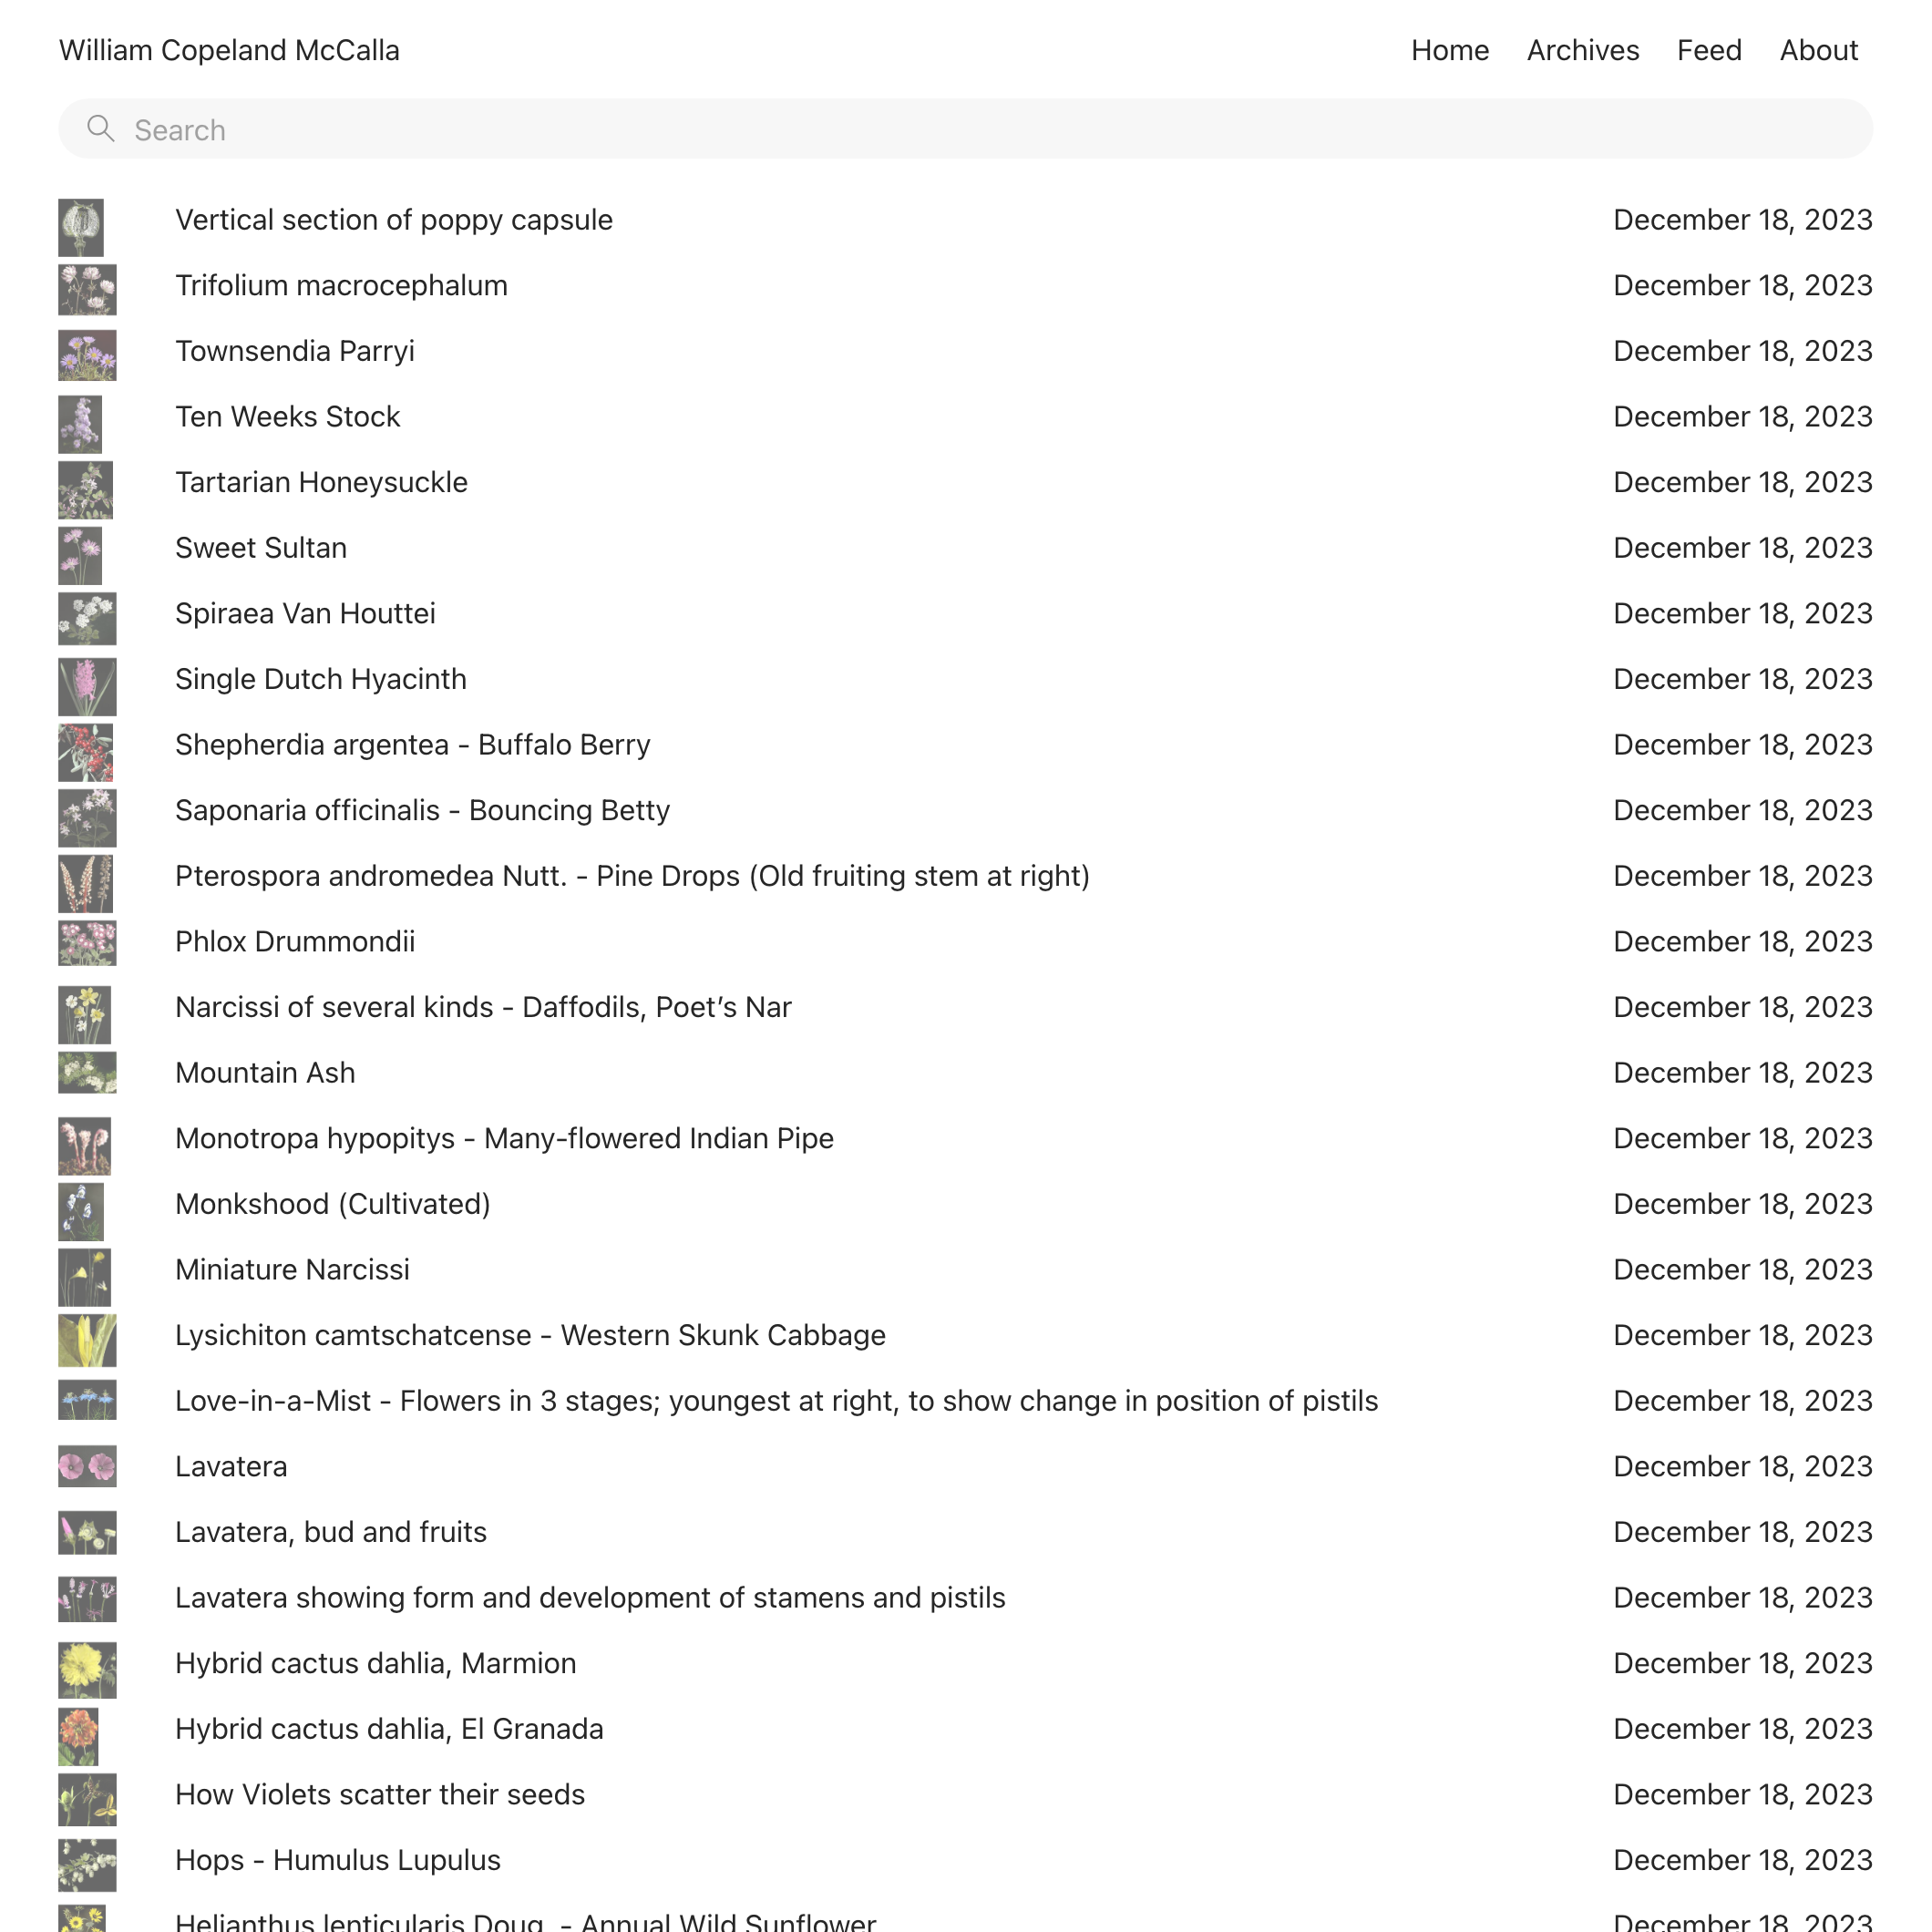 William Copeland McCalla Home Archives Feed About
Search
Vertical section of poppy capsule December 18, 2023
Trifolium macrocephalum December 18, 2023
Townsendia Parryi December 18, 2023
Ten Weeks Stock December 18, 2023
Tartarian Honeysuckle December 18, 2023
Sweet Sultan December 18, 2023
Spiraea Van Houttei December 18, 2023
Single Dutch Hyacinth December 18, 2023
Shepherdia argentea - Buffalo Berry December 18, 2023
Saponaria officinalis - Bouncing Betty December 18, 2023
Pterospora andromedea Nutt. - Pine Drops (Old fruiting stem at right) December 18, 2023
Phlox Drummondii December 18, 2023
Narcissi of several kinds - Daffodils, Poet’s Nar December 18, 2023
Mountain Ash December 18, 2023
Monotropa hypopitys - Many-flowered Indian Pipe December 18, 2023
Monkshood (Cultivated) December 18, 2023
Miniature Narcissi December 18, 2023
Lysichiton camtschatcense - Western Skunk Cabbage December 18, 2023
Love-in-a-Mist - Flowers in 3 stages; youngest at right, to show change in position of pistils December 18, 2023
Lavatera December 18, 2023
Lavatera, bud and fruits December 18, 2023
Lavatera showing form and development of stamens and pistils December 18, 2023
Hybrid cactus dahlia, Marmion December 18, 2023
Hybrid cactus dahlia, El Granada December 18, 2023
How Violets scatter their seeds December 18, 2023
Hops - Humulus Lupulus December 18, 2023
Helianthus lenticularis Doug. - Annual Wild Sunflower December 18, 2023